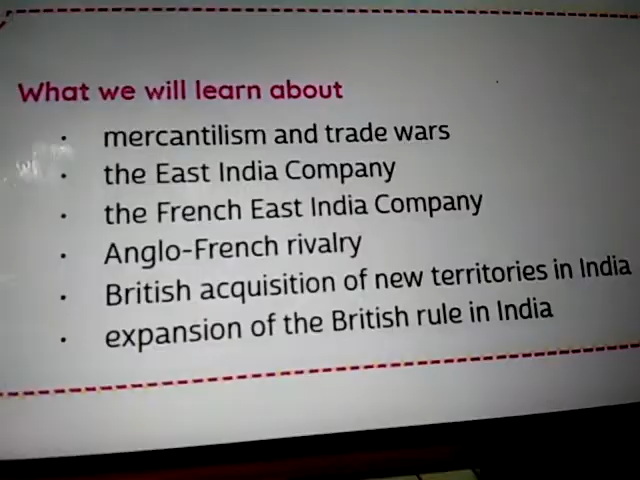 What we will learn about
· mercantilism and trade wars
· the East India Company
· the French East India Company
· Anglo-French rivalry
· British acquisition of new territories in India
· expansion of the British rule in India